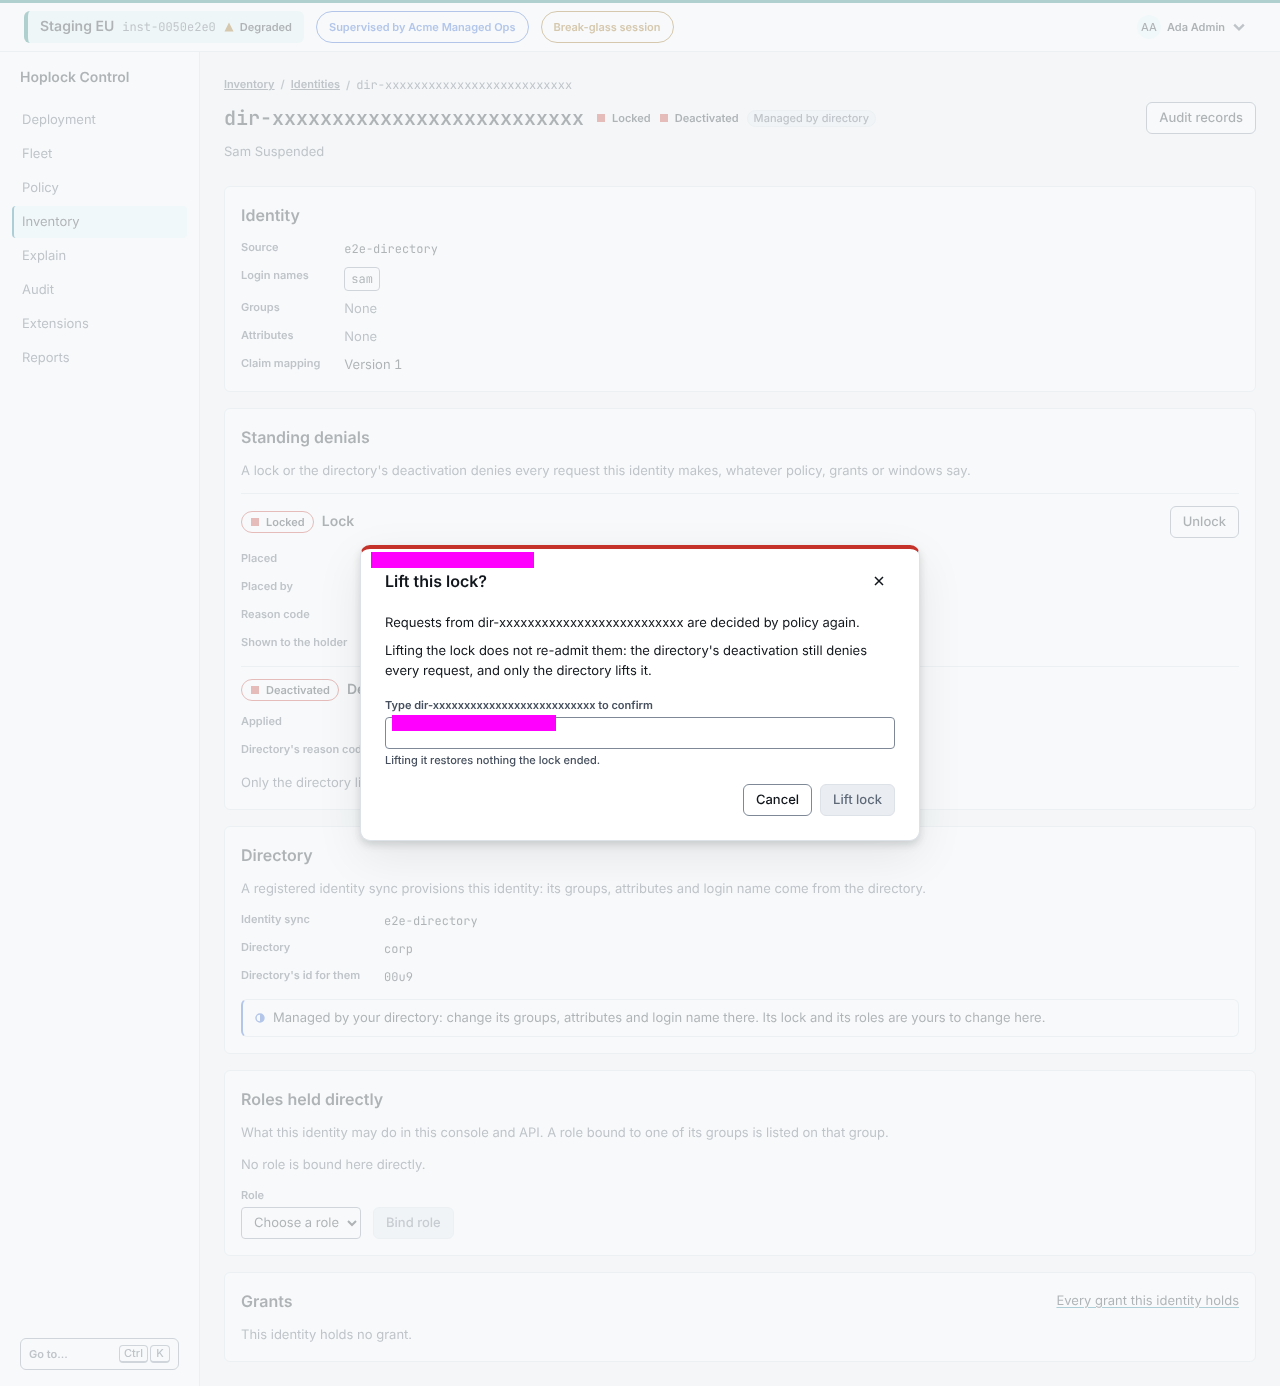 Staging EU inst-0050e2e0 Degraded Supervised by Acme Managed Ops Break-glass session AA Ada Admin
Hoplock Control
Deployment
Fleet
Policy
Inventory
Explain
Audit
Extensions
Reports
Go to... Ctrl K
Inventory / Identities / dir-xxxxxxxxxxxxxxxxxxxxxxxxxx
dir-xxxxxxxxxxxxxxxxxxxxxxxxxx Locked Deactivated Managed by directory Audit records
Sam Suspended
Identity
Source e2e-directory
Login names sam
Groups None
Attributes None
Claim mapping Version 1
Standing denials
A lock or the directory's deactivation denies every request this identity makes, whatever policy, grants or windows say.
Locked Lock Unlock
Placed
Placed by
Reason code
Shown to the holder
Deactivated De
Applied
Directory's reason cod
Only the directory li
Lift this lock?
Requests from dir-xxxxxxxxxxxxxxxxxxxxxxxxxx are decided by policy again.
Lifting the lock does not re-admit them: the directory's deactivation still denies
every request, and only the directory lifts it.
Type dir-xxxxxxxxxxxxxxxxxxxxxxxxxx to confirm
Lifting it restores nothing the lock ended.
Cancel Lift lock
Directory
A registered identity sync provisions this identity: its groups, attributes and login name come from the directory.
Identity sync e2e-directory
Directory corp
Directory's id for them 00u9
Managed by your directory: change its groups, attributes and login name there. Its lock and its roles are yours to change here.
Roles held directly
What this identity may do in this console and API. A role bound to one of its groups is listed on that group.
No role is bound here directly.
Role
Choose a role Bind role
Grants Every grant this identity holds
This identity holds no grant.